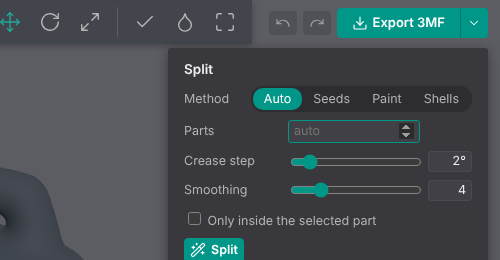 Export 3MF
Split
Method Auto Seeds Paint Shells
Parts auto
Crease step 2°
Smoothing 4
Only inside the selected part
Split